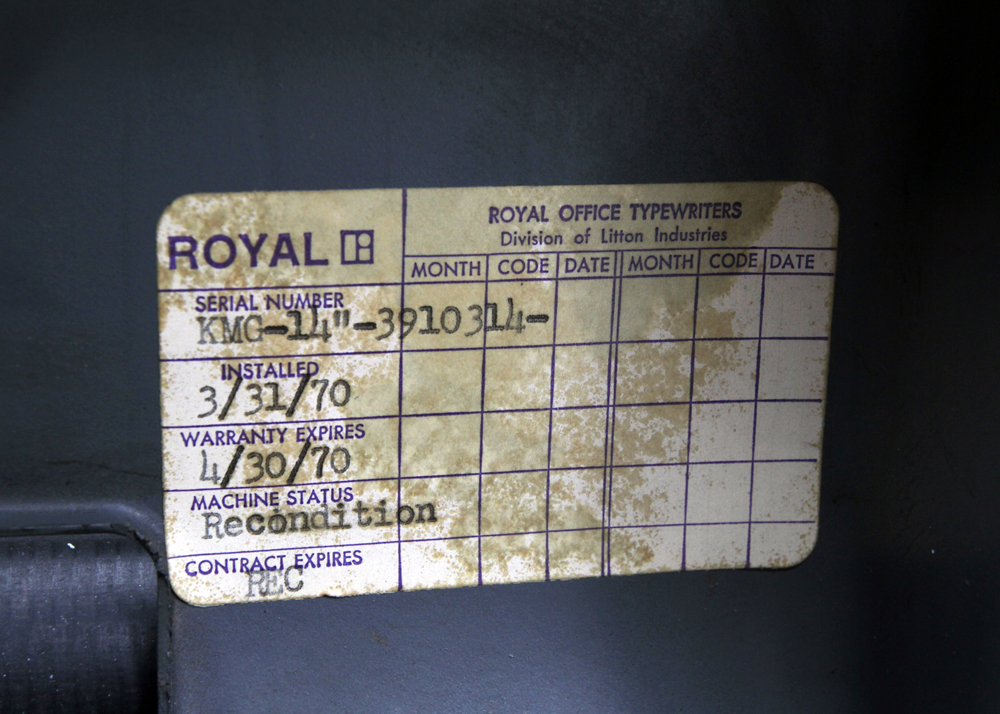 ROYAL
ROYAL OFFICE TYPEWRITERS
Division of Litton Industries
MONTH CODE DATE MONTH CODE DATE
SERIAL NUMBER
KMG-14"-3910314-
INSTALLED
3/31/70
WARRANTY EXPIRES
4/30/70
MACHINE STATUS
Recondition
CONTRACT EXPIRES
REC